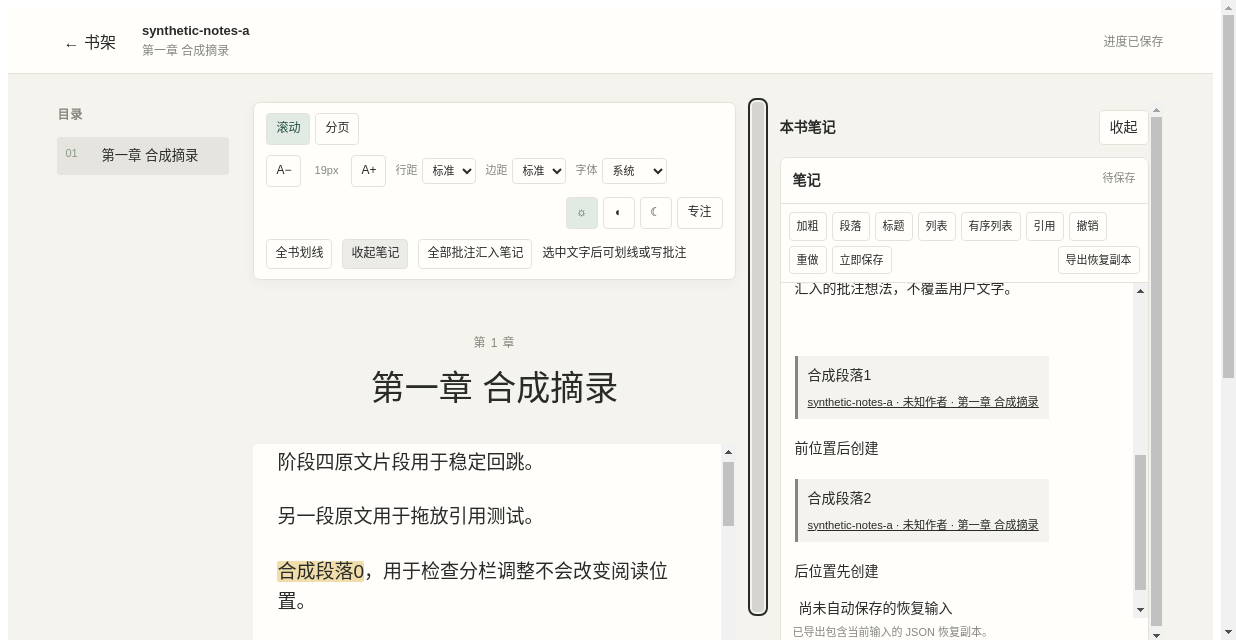 ← 书架
synthetic-notes-a
第一章 合成摘录
进度已保存
目录
01 第一章 合成摘录
滚动 分页
A− 19px A+ 行距 标准 边距 标准 字体 系统
☼ ◖ ☾ 专注
全书划线 收起笔记 全部批注汇入笔记 选中文字后可划线或写批注
第 1 章
第一章 合成摘录
阶段四原文片段用于稳定回跳。
另一段原文用于拖放引用测试。
合成段落0，用于检查分栏调整不会改变阅读位
置。
本书笔记 收起
笔记 待保存
加粗 段落 标题 列表 有序列表 引用 撤销
重做 立即保存 导出恢复副本
汇入的批注想法，不覆盖用户文字。
合成段落1
synthetic-notes-a · 未知作者 · 第一章 合成摘录
前位置后创建
合成段落2
synthetic-notes-a · 未知作者 · 第一章 合成摘录
后位置先创建
尚未自动保存的恢复输入
已导出包含当前输入的 JSON 恢复副本。